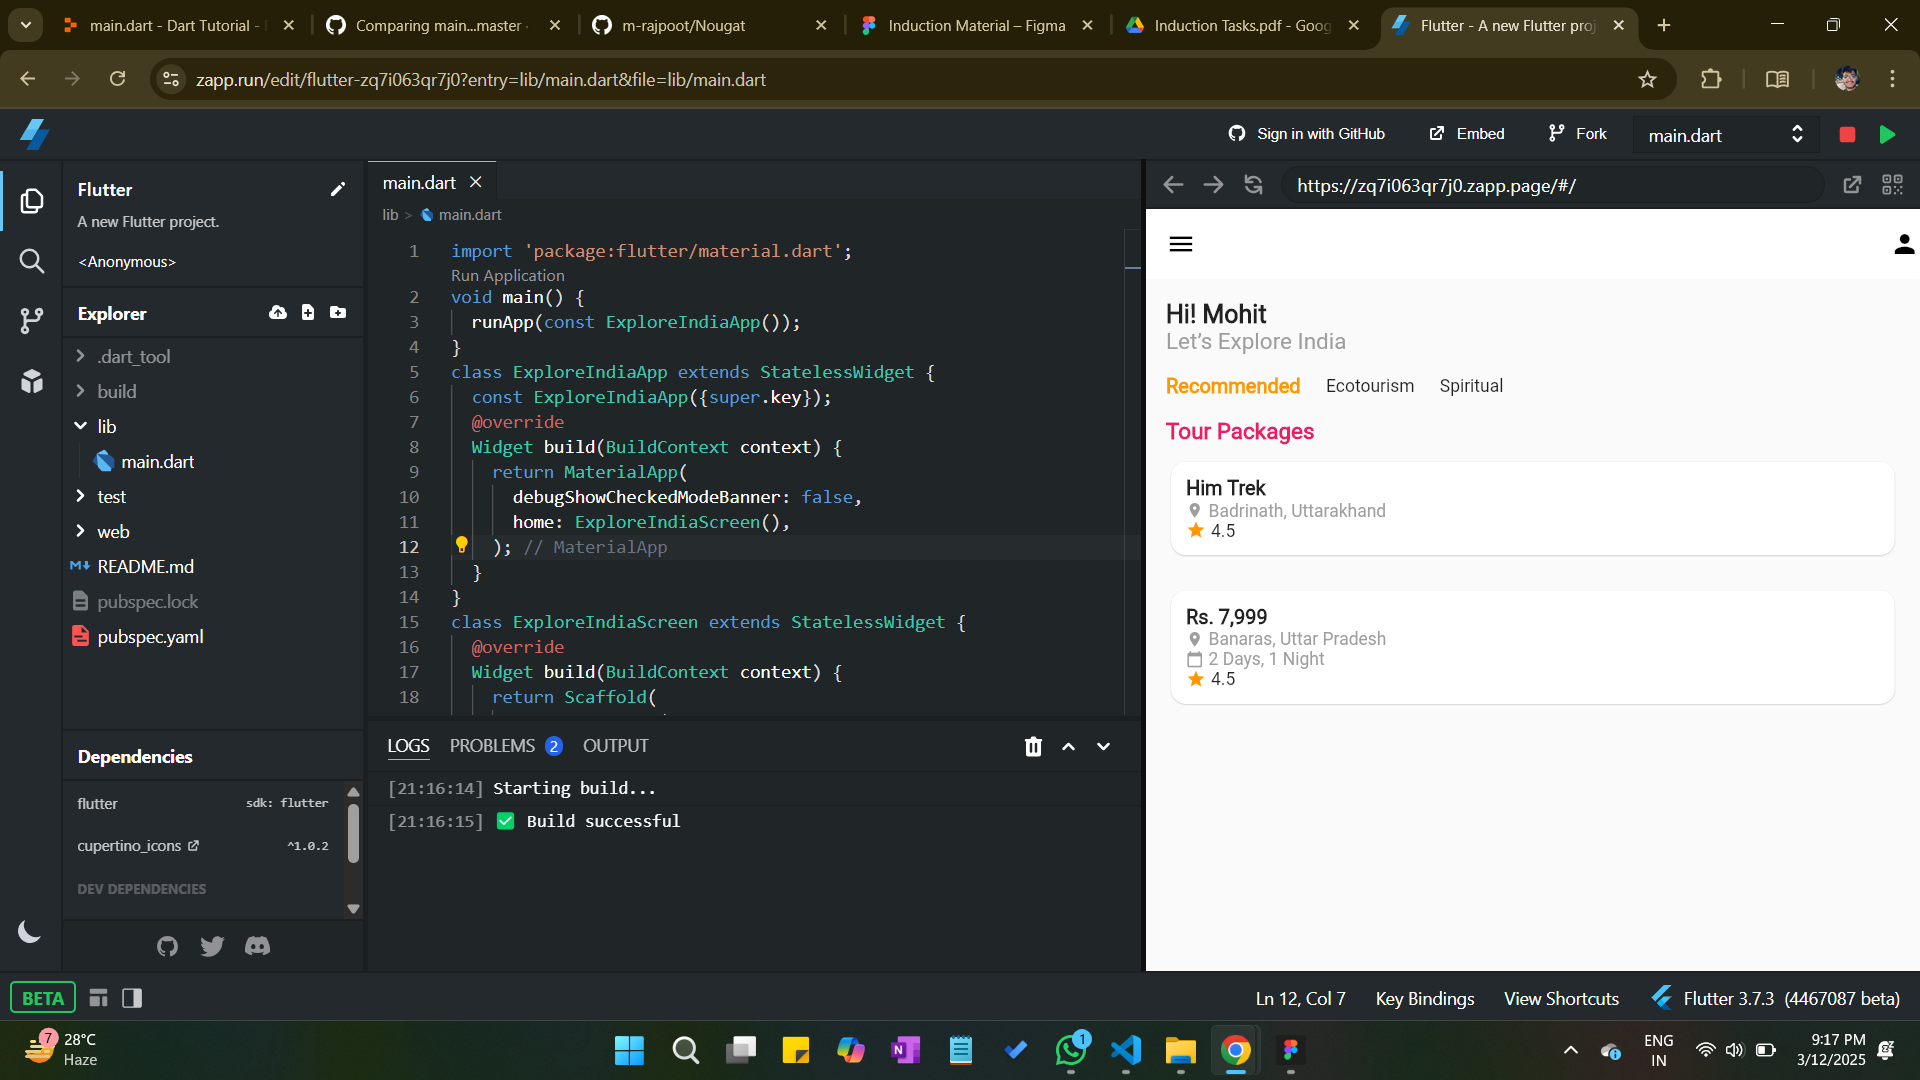 main.dart - Dart Tutorial -
Comparing main...master
m-rajpoot/Nougat
Induction Material – Figma
Induction Tasks.pdf - Goog
Flutter - A new Flutter proj
zapp.run/edit/flutter-zq7i063qr7j0?entry=lib/main.dart&file=lib/main.dart
Sign in with GitHub
Embed
Fork
main.dart
Flutter
A new Flutter project.
<Anonymous>
Explorer
.dart_tool
build
lib
main.dart
test
web
README.md
pubspec.lock
pubspec.yaml
Dependencies
flutter sdk: flutter
cupertino_icons ^1.0.2
DEV DEPENDENCIES
main.dart
lib > main.dart
1 import 'package:flutter/material.dart';
Run Application
2 void main() {
3 runApp(const ExploreIndiaApp());
4 }
5 class ExploreIndiaApp extends StatelessWidget {
6 const ExploreIndiaApp({super.key});
7 @override
8 Widget build(BuildContext context) {
9 return MaterialApp(
10 debugShowCheckedModeBanner: false,
11 home: ExploreIndiaScreen(),
12 ); // MaterialApp
13 }
14 }
15 class ExploreIndiaScreen extends StatelessWidget {
16 @override
17 Widget build(BuildContext context) {
18 return Scaffold(
LOGS PROBLEMS 2 OUTPUT
[21:16:14] Starting build...
[21:16:15] Build successful
https://zq7i063qr7j0.zapp.page/#/
Hi! Mohit
Let’s Explore India
Recommended Ecotourism Spiritual
Tour Packages
Him Trek
Badrinath, Uttarakhand
4.5
Rs. 7,999
Banaras, Uttar Pradesh
2 Days, 1 Night
4.5
BETA
Ln 12, Col 7
Key Bindings
View Shortcuts
Flutter 3.7.3 (4467087 beta)
7
28°C
Haze
1
ENG
IN
9:17 PM
3/12/2025